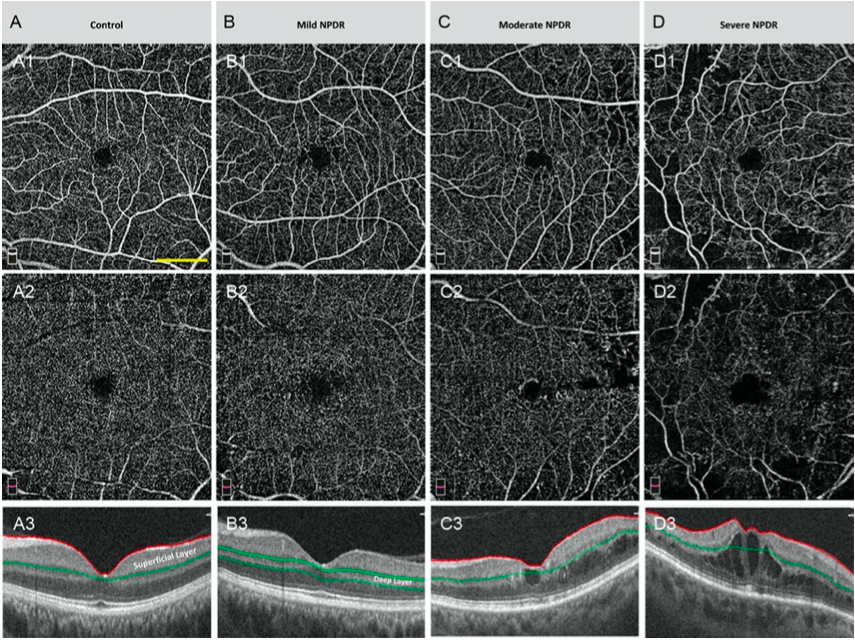 A Control B Mild NPDR C Moderate NPDR D Severe NPDR
A1 B1 C1 D1
A2 B2 C2 D2
A3 B3 C3 D3
Superficial Layer
Deep Layer